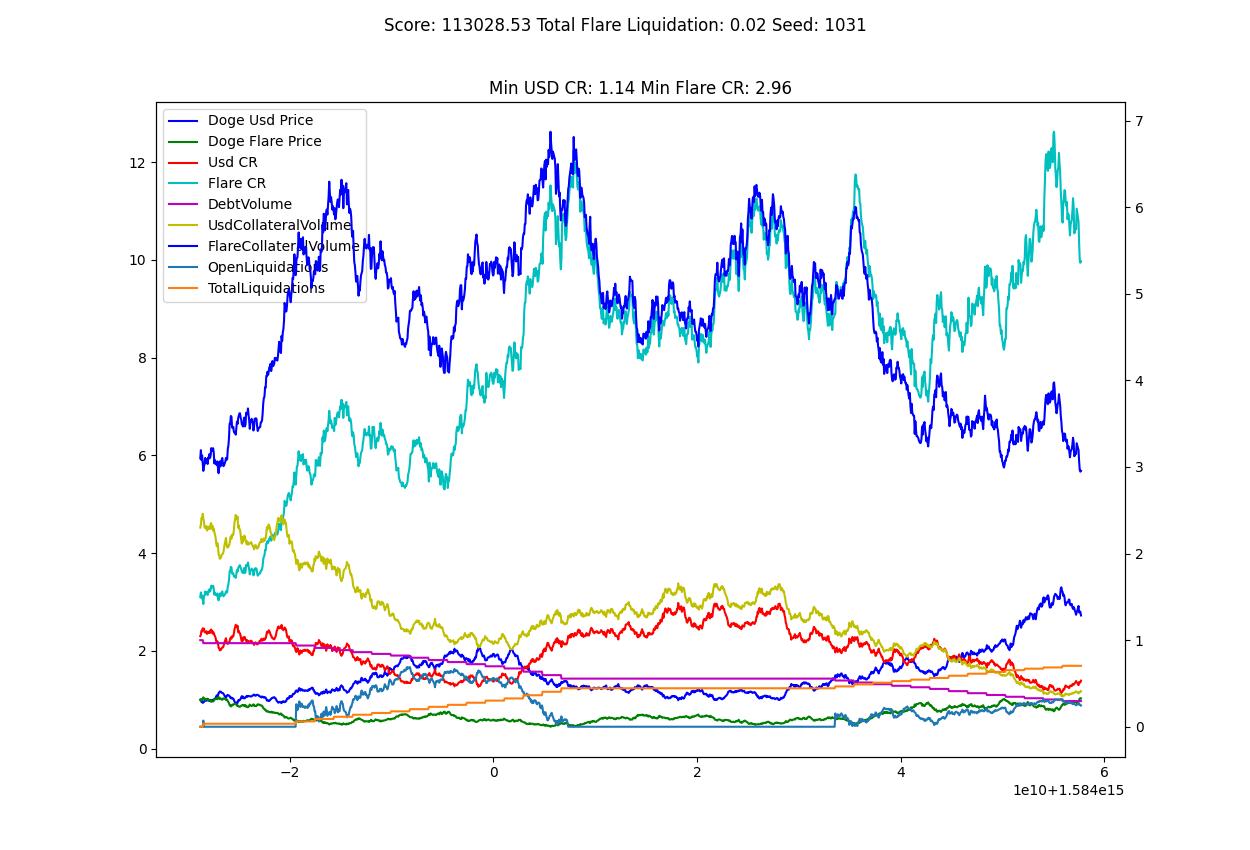 Score: 113028.53 Total Flare Liquidation: 0.02 Seed: 1031
Min USD CR: 1.14 Min Flare CR: 2.96
Doge Usd Price
Doge Flare Price
Usd CR
Flare CR
DebtVolume
UsdCollateralVolume
FlareCollateralVolume
OpenLiquidations
TotalLiquidations
12
10
8
6
4
2
0
7
6
5
4
3
2
1
0
−2
0
2
4
6
1e10+1.584e15